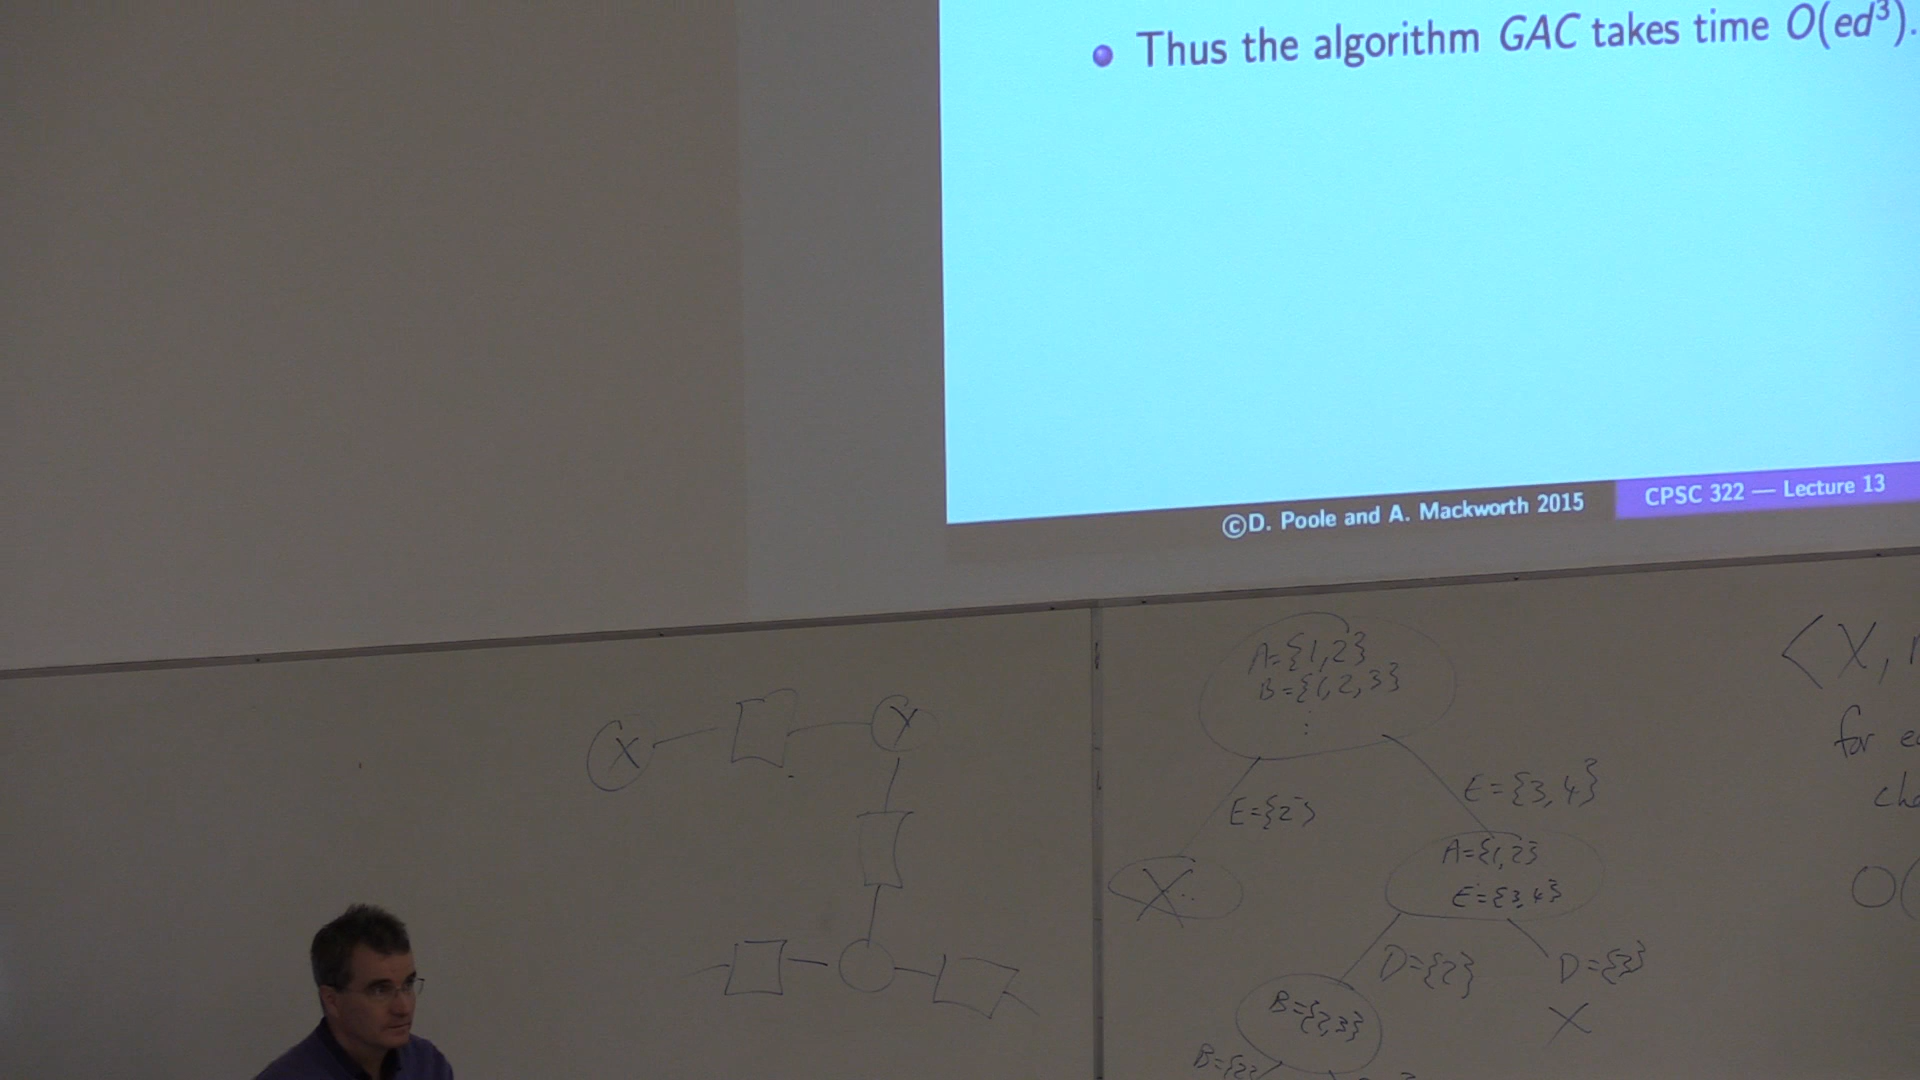 • Thus the algorithm GAC takes time O(ed³).
©D. Poole and A. Mackworth 2015
CPSC 322 — Lecture 13
X
Y
A={1,2}
B={1,2,3}
⋮
E={2}
E={3,4}
X
A={1,2}
E={3,4}
D={2}
D={3}
X
B={2,3}
B={2}
<X,
for
O(